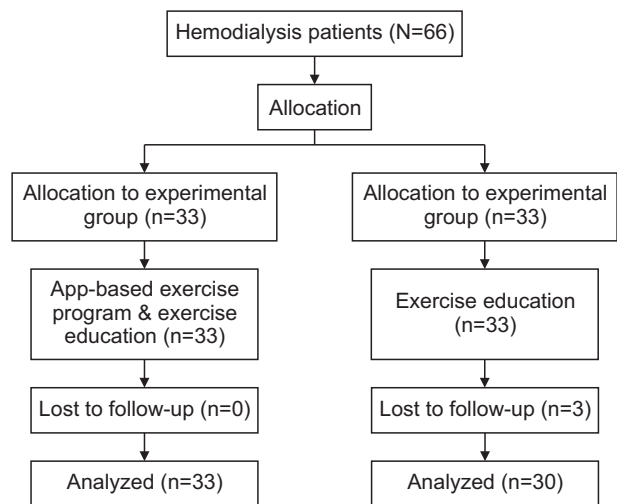 Hemodialysis patients (N=66)
Allocation
Allocation to experimental
group (n=33)
Allocation to experimental
group (n=33)
App-based exercise
program & exercise
education (n=33)
Exercise education
(n=33)
Lost to follow-up (n=0)
Lost to follow-up (n=3)
Analyzed (n=33)
Analyzed (n=30)